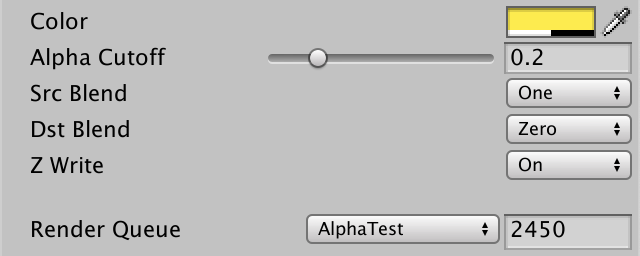 Color
Alpha Cutoff 0.2
Src Blend One
Dst Blend Zero
Z Write On
Render Queue AlphaTest 2450